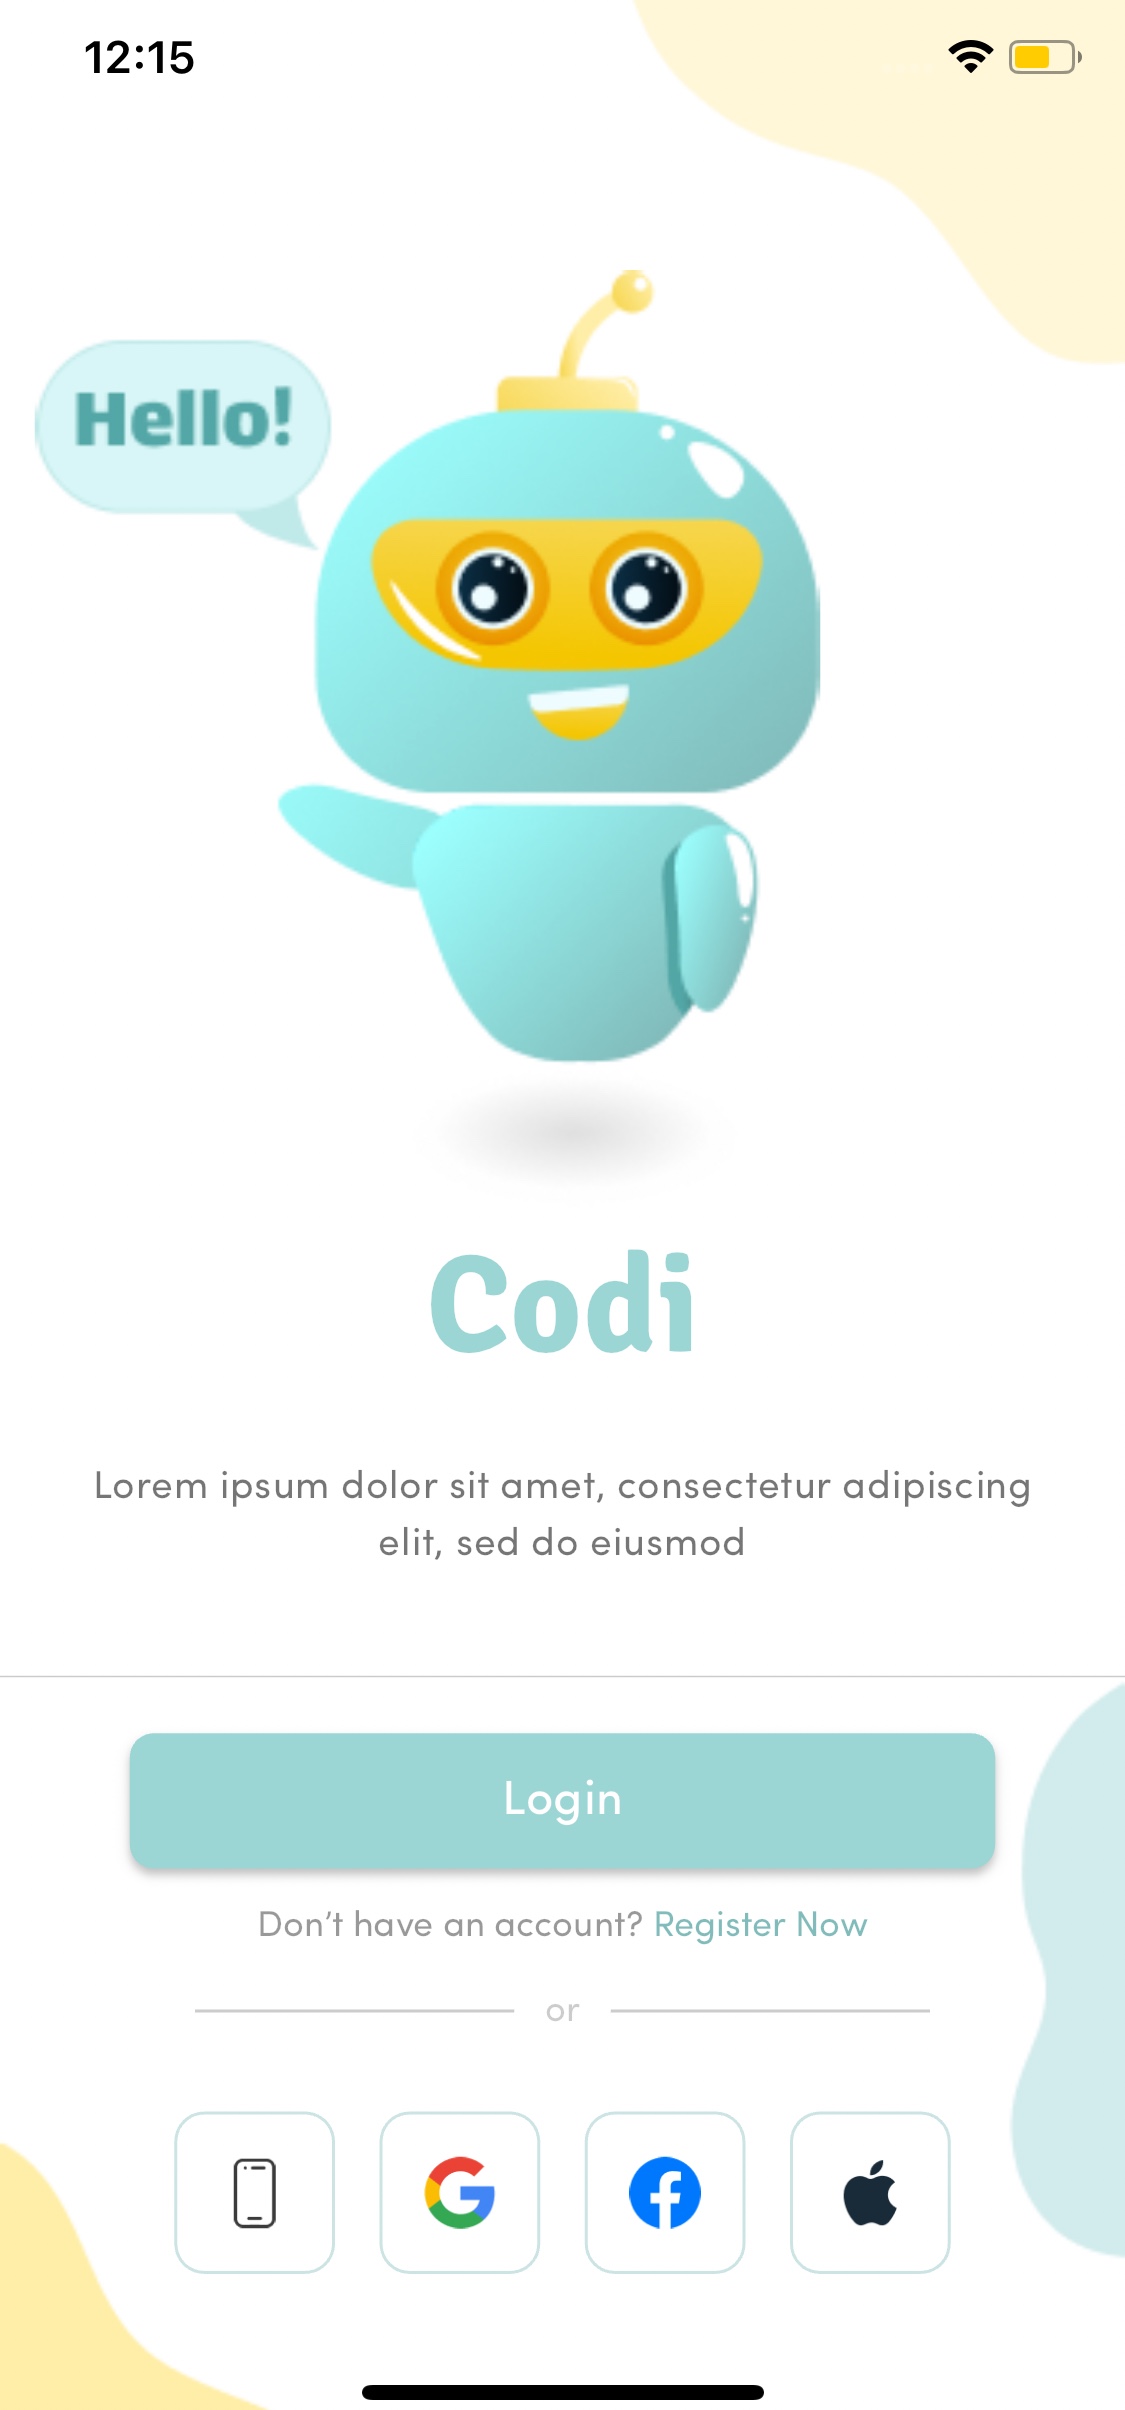 12:15
Hello!
Codi
Lorem ipsum dolor sit amet, consectetur adipiscing
elit, sed do eiusmod
Login
Don’t have an account? Register Now
or